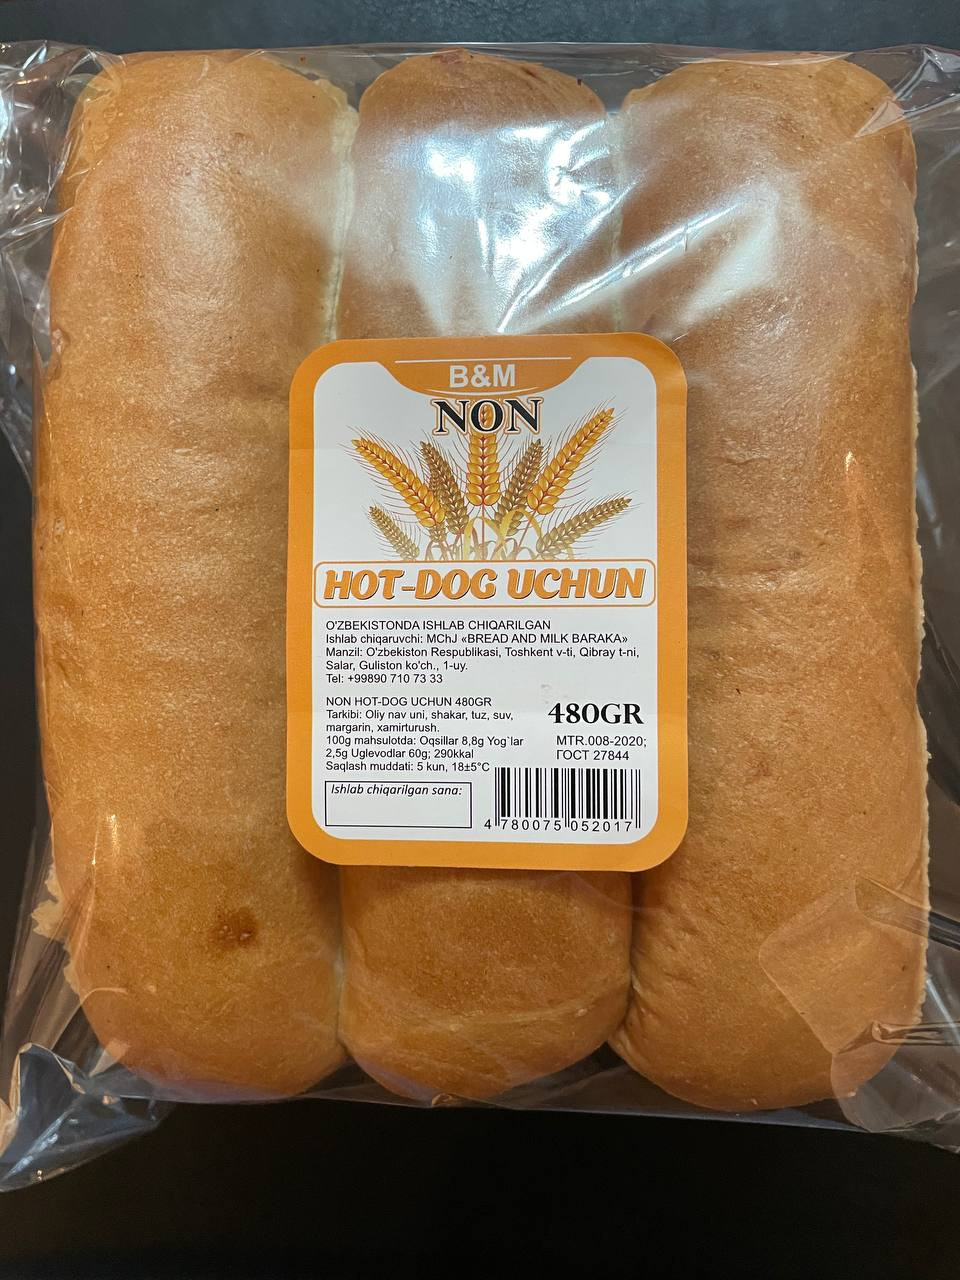 B&M
NON
HOT-DOG UCHUN
O'ZBEKISTONDA ISHLAB CHIQARILGAN
Ishlab chiqaruvchi: MChJ «BREAD AND MILK BARAKA»
Manzil: O'zbekiston Respublikasi, Toshkent v-ti, Qibray t-ni,
Salar, Guliston ko'ch., 1-uy.
Tel: +99890 710 73 33
NON HOT-DOG UCHUN 480GR
Tarkibi: Oliy nav uni, shakar, tuz, suv,
margarin, xamirturush.
100g mahsulotda: Oqsillar 8,8g Yog`lar
2,5g Uglevodlar 60g; 290kkal
Saqlash muddati: 5 kun, 18±5°C
480GR
MTR.008-2020;
ГОСТ 27844
Ishlab chiqarilgan sana:
4 780075 052017